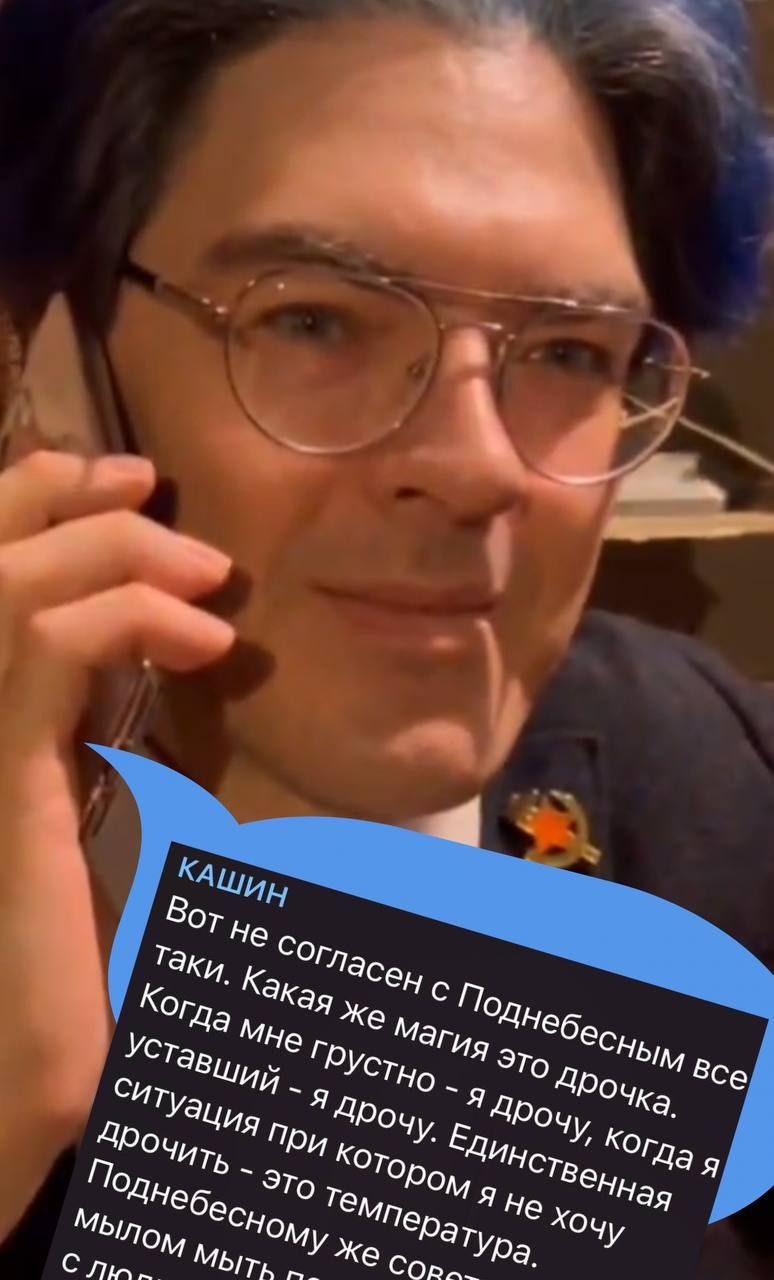 КАШИН
Вот не согласен с Поднебесным все
таки. Какая же магия это дрочка.
Когда мне грустно - я дрочу, когда я
уставший - я дрочу. Единственная
ситуация при котором я не хочу
дрочить - это температура.
Поднебесному же
мылом мыть
с